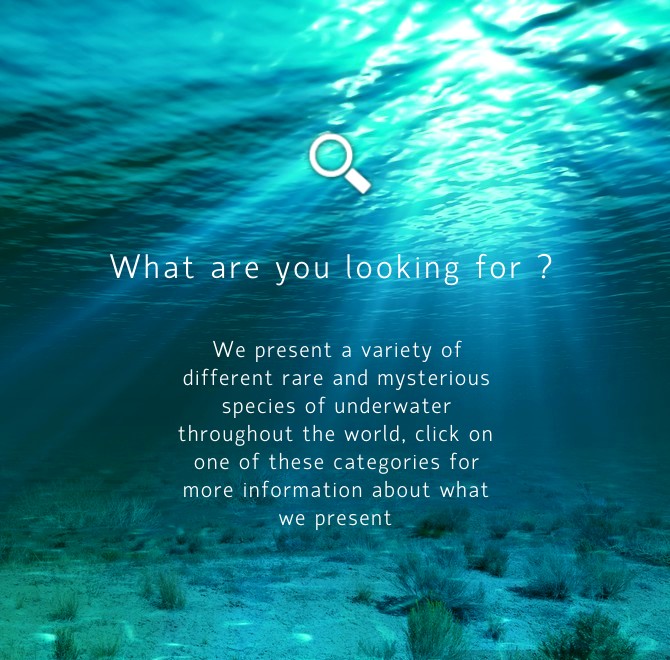 What are you looking for ?
We present a variety of
different rare and mysterious
species of underwater
throughout the world, click on
one of these categories for
more information about what
we present